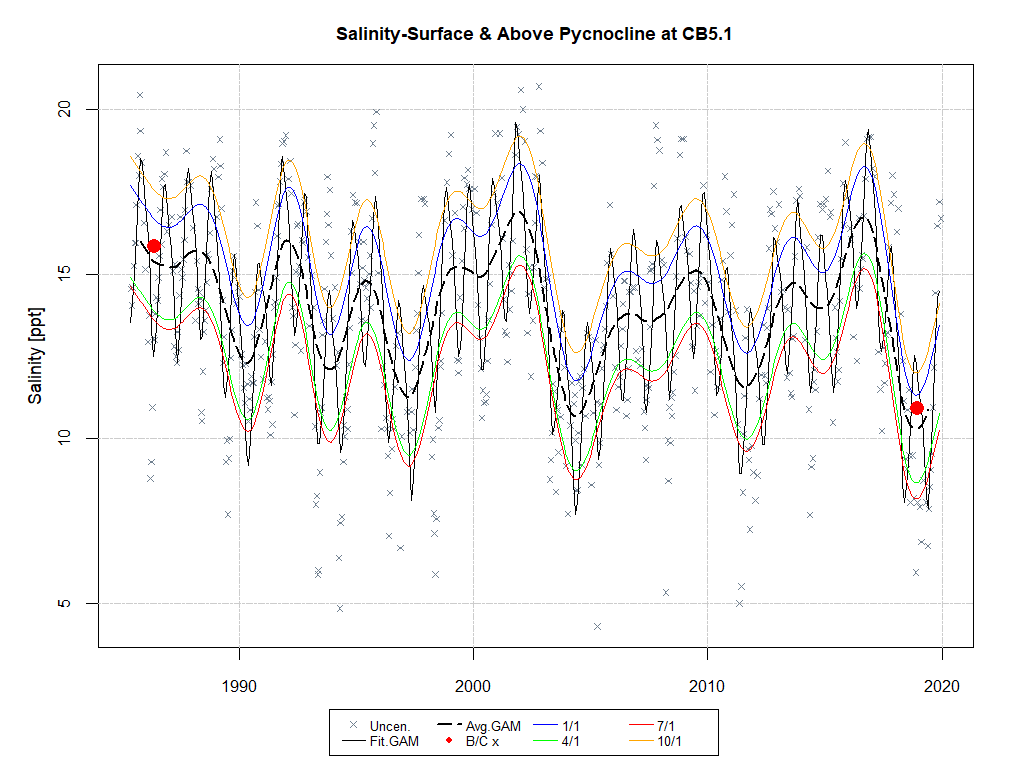 Salinity-Surface & Above Pycnocline at CB5.1
20
15
10
5
Salinity [ppt]
1990 2000 2010 2020
Uncen. Avg.GAM 1/1 7/1
Fit.GAM B/C x 4/1 10/1